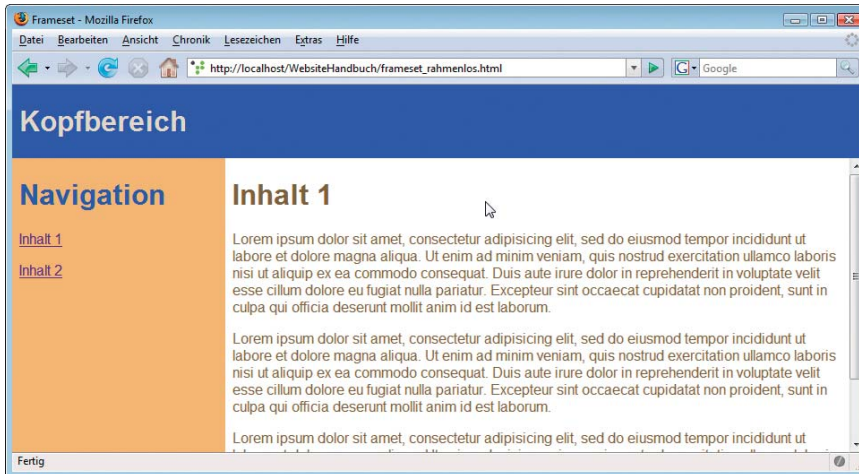 Frameset - Mozilla Firefox
Datei Bearbeiten Ansicht Chronik Lesezeichen Extras Hilfe
http://localhost/WebsiteHandbuch/frameset_rahmenlos.html
G Google
Kopfbereich
Navigation
Inhalt 1
Inhalt 2
Inhalt 1
Lorem ipsum dolor sit amet, consectetur adipisicing elit, sed do eiusmod tempor incididunt ut
labore et dolore magna aliqua. Ut enim ad minim veniam, quis nostrud exercitation ullamco laboris
nisi ut aliquip ex ea commodo consequat. Duis aute irure dolor in reprehenderit in voluptate velit
esse cillum dolore eu fugiat nulla pariatur. Excepteur sint occaecat cupidatat non proident, sunt in
culpa qui officia deserunt mollit anim id est laborum.
Lorem ipsum dolor sit amet, consectetur adipisicing elit, sed do eiusmod tempor incididunt ut
labore et dolore magna aliqua. Ut enim ad minim veniam, quis nostrud exercitation ullamco laboris
nisi ut aliquip ex ea commodo consequat. Duis aute irure dolor in reprehenderit in voluptate velit
esse cillum dolore eu fugiat nulla pariatur. Excepteur sint occaecat cupidatat non proident, sunt in
culpa qui officia deserunt mollit anim id est laborum.
Lorem ipsum dolor sit amet, consectetur adipisicing elit, sed do eiusmod tempor incididunt ut
Fertig